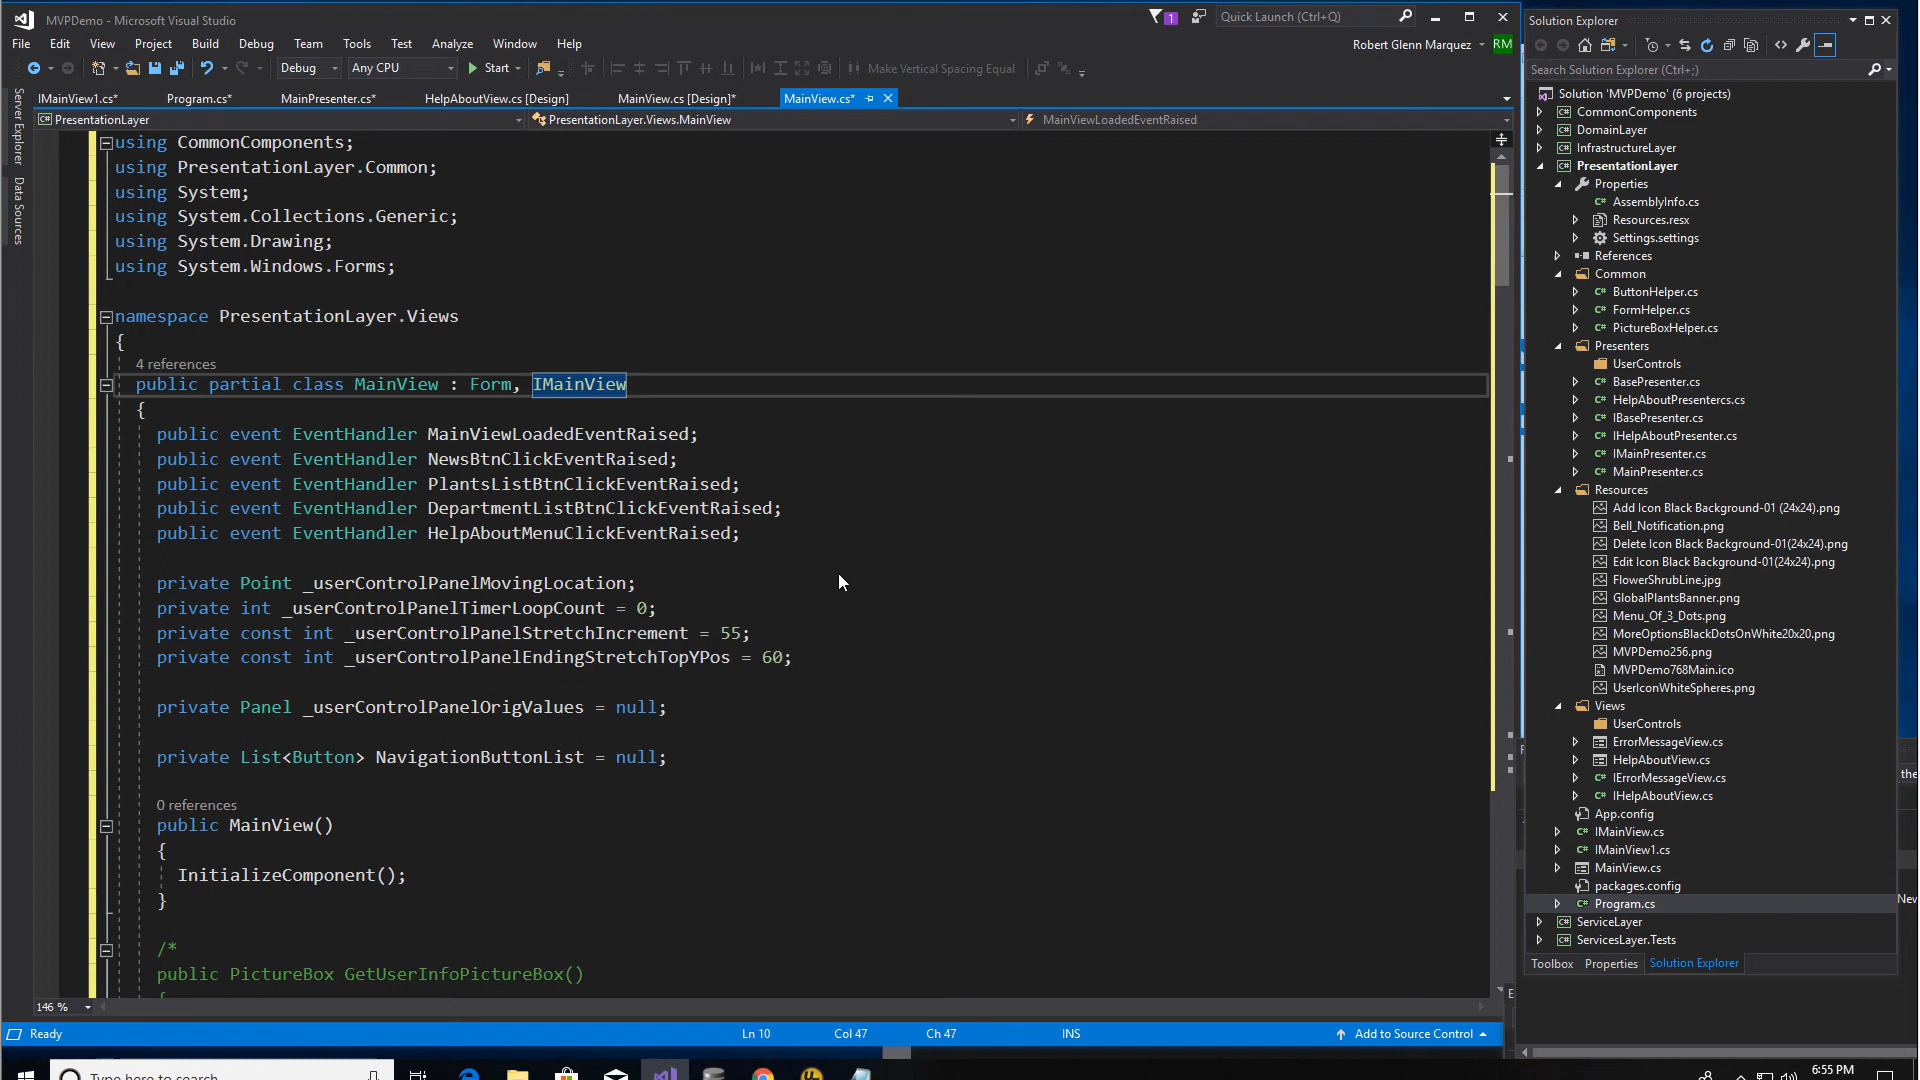 MVPDemo - Microsoft Visual Studio
1
Quick Launch (Ctrl+Q)
File Edit View Project Build Debug Team Tools Test Analyze Window Help
Robert Glenn Marquez RM
Debug Any CPU Start Make Vertical Spacing Equal
IMainView1.cs* Program.cs* MainPresenter.cs* HelpAboutView.cs [Design] MainView.cs [Design]* MainView.cs*
PresentationLayer PresentationLayer.Views.MainView MainViewLoadedEventRaised
Server Explorer
Data Sources
using CommonComponents;
using PresentationLayer.Common;
using System;
using System.Collections.Generic;
using System.Drawing;
using System.Windows.Forms;
namespace PresentationLayer.Views
{
4 references
public partial class MainView : Form, IMainView
{
public event EventHandler MainViewLoadedEventRaised;
public event EventHandler NewsBtnClickEventRaised;
public event EventHandler PlantsListBtnClickEventRaised;
public event EventHandler DepartmentListBtnClickEventRaised;
public event EventHandler HelpAboutMenuClickEventRaised;
private Point _userControlPanelMovingLocation;
private int _userControlPanelTimerLoopCount = 0;
private const int _userControlPanelStretchIncrement = 55;
private const int _userControlPanelEndingStretchTopYPos = 60;
private Panel _userControlPanelOrigValues = null;
private List<Button> NavigationButtonList = null;
0 references
public MainView()
{
InitializeComponent();
}
/*
public PictureBox GetUserInfoPictureBox()
146 %
Ready Ln 10 Col 47 Ch 47 INS Add to Source Control
Solution Explorer
Search Solution Explorer (Ctrl+;)
Solution 'MVPDemo' (6 projects)
CommonComponents
DomainLayer
InfrastructureLayer
PresentationLayer
Properties
AssemblyInfo.cs
Resources.resx
Settings.settings
References
Common
ButtonHelper.cs
FormHelper.cs
PictureBoxHelper.cs
Presenters
UserControls
BasePresenter.cs
HelpAboutPresentercs.cs
IBasePresenter.cs
IHelpAboutPresenter.cs
IMainPresenter.cs
MainPresenter.cs
Resources
Add Icon Black Background-01 (24x24).png
Bell_Notification.png
Delete Icon Black Background-01(24x24).png
Edit Icon Black Background-01(24x24).png
FlowerShrubLine.jpg
GlobalPlantsBanner.png
Menu_Of_3_Dots.png
MoreOptionsBlackDotsOnWhite20x20.png
MVPDemo256.png
MVPDemo768Main.ico
UserIconWhiteSpheres.png
Views
UserControls
ErrorMessageView.cs
HelpAboutView.cs
IErrorMessageView.cs
IHelpAboutView.cs
App.config
IMainView.cs
IMainView1.cs
MainView.cs
packages.config
Program.cs
ServiceLayer
ServicesLayer.Tests
Toolbox Properties Solution Explorer
the
New
E
Type here to search
6:55 PM